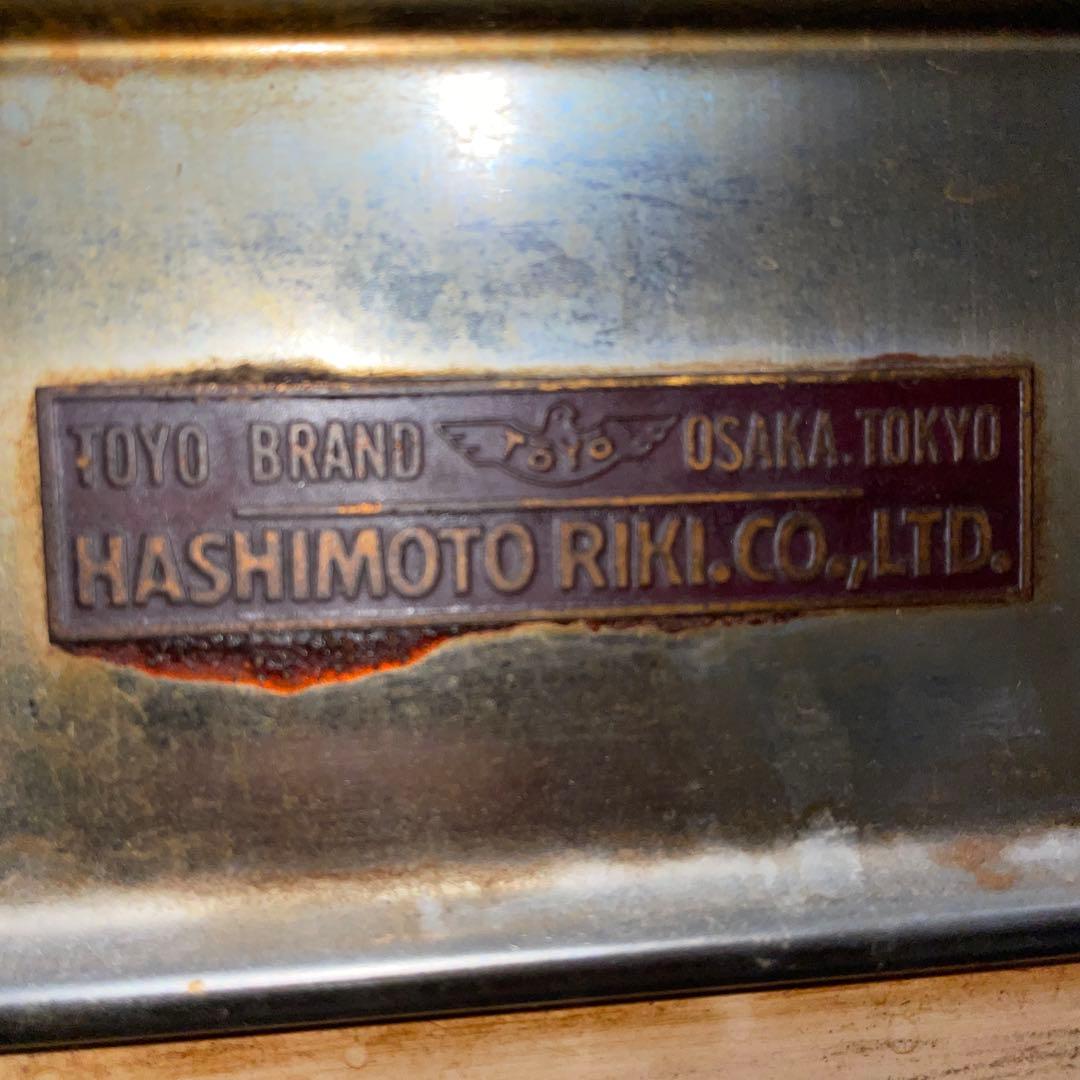 TOYO BRAND TOYO OSAKA.TOKYO
HASHIMOTO RIKI.CO.,LTD.